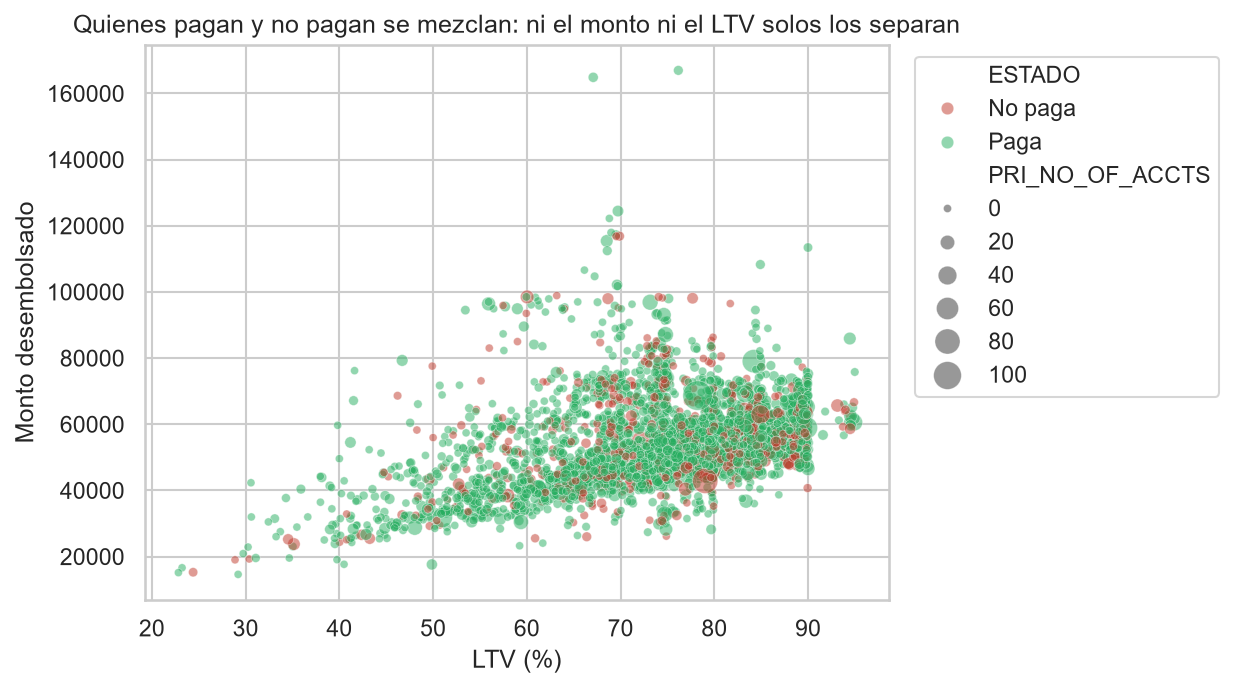 Quienes pagan y no pagan se mezclan: ni el monto ni el LTV solos los separan
Monto desembolsado
160000
140000
120000
100000
80000
60000
40000
20000
20 30 40 50 60 70 80 90
LTV (%)
ESTADO
No paga
Paga
PRI_NO_OF_ACCTS
0
20
40
60
80
100